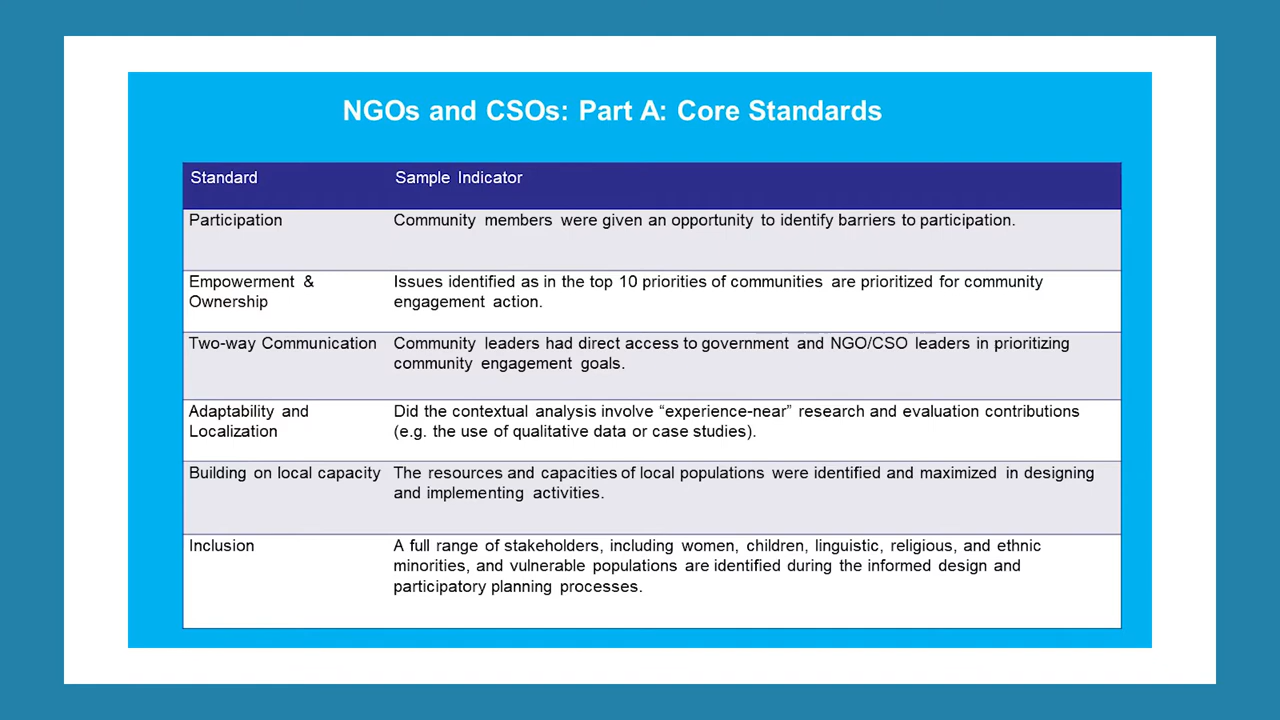 NGOs and CSOs: Part A: Core Standards
Standard Sample Indicator
Participation Community members were given an opportunity to identify barriers to participation.
Empowerment & Issues identified as in the top 10 priorities of communities are prioritized for community
Ownership engagement action.
Two-way Communication Community leaders had direct access to government and NGO/CSO leaders in prioritizing
community engagement goals.
Adaptability and Did the contextual analysis involve “experience-near” research and evaluation contributions
Localization (e.g. the use of qualitative data or case studies).
Building on local capacity The resources and capacities of local populations were identified and maximized in designing
and implementing activities.
Inclusion A full range of stakeholders, including women, children, linguistic, religious, and ethnic
minorities, and vulnerable populations are identified during the informed design and
participatory planning processes.